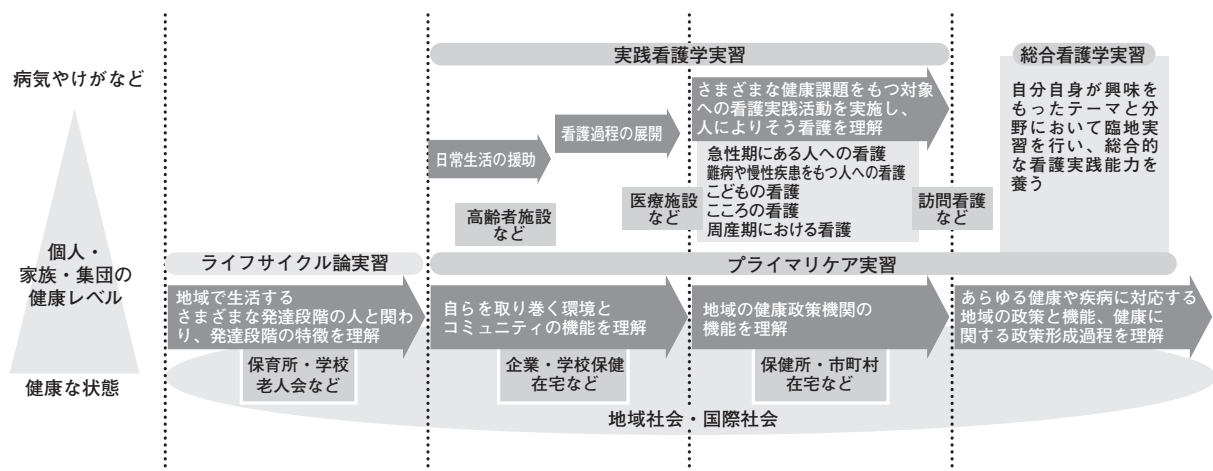 病気やけがなど
個人・
家族・集団の
健康レベル
健康な状態
実践看護学実習
日常生活の援助
看護過程の展開
さまざまな健康課題をもつ対象
への看護実践活動を実施し、
人によりそう看護を理解
急性期にある人への看護
難病や慢性疾患をもつ人への看護
こどもの看護
こころの看護
周産期における看護
高齢者施設
など
医療施設
など
訪問看護
など
総合看護学実習
自分自身が興味を
もったテーマと分
野において臨地実
習を行い、総合的
な看護実践能力を
養う
ライフサイクル論実習
プライマリケア実習
地域で生活する
さまざまな発達段階の人と関わ
り、発達段階の特徴を理解
自らを取り巻く環境と
コミュニティの機能を理解
地域の健康政策機関の
機能を理解
あらゆる健康や疾病に対応する
地域の政策と機能、健康に
関する政策形成過程を理解
保育所・学校
老人会など
企業・学校保健
在宅など
保健所・市町村
在宅など
地域社会・国際社会